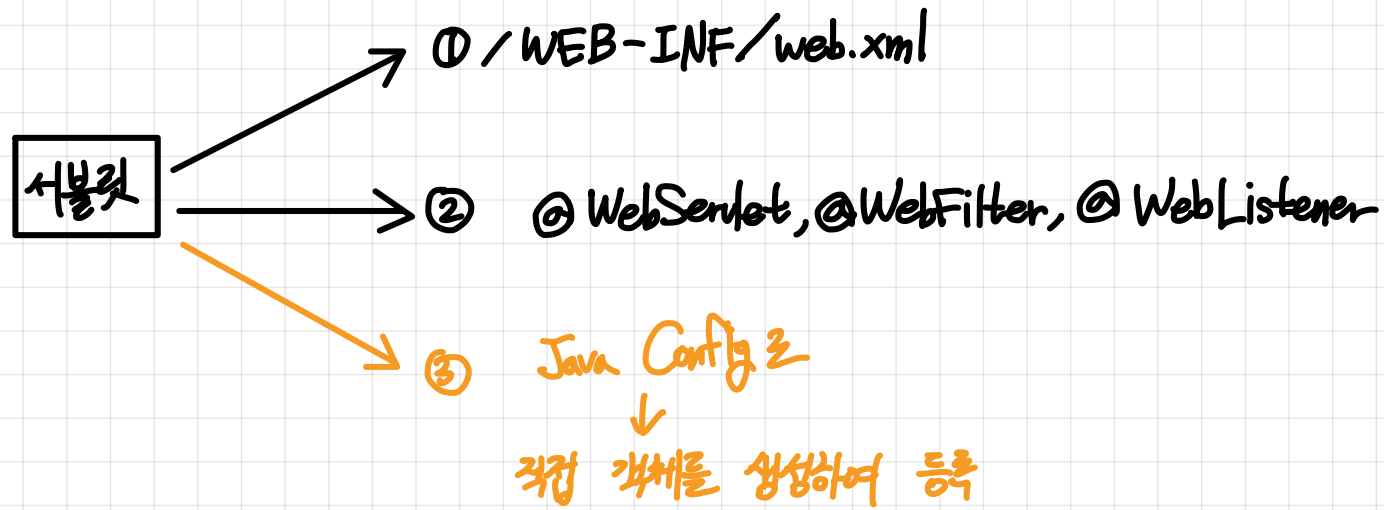 ① /WEB-INF/web.xml
서블릿
② @WebServlet, @WebFilter, @WebListener
③ Java Config로
직접 객체를 생성하여 등록